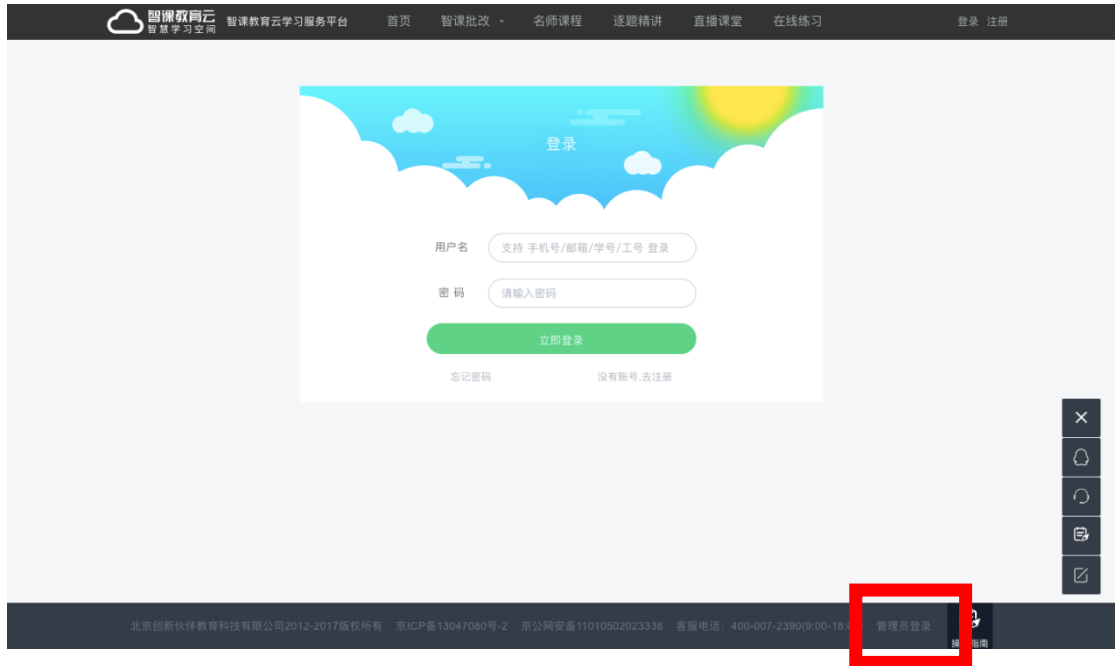 智课教育云
智慧学习空间
智课教育云学习服务平台 首页 智课批改 名师课程 逐题精讲 直播课堂 在线练习 登录 注册
登录
用户名 支持 手机号/邮箱/学号/工号 登录
密 码 请输入密码
立即登录
忘记密码 没有账号,去注册
北京创新伙伴教育科技有限公司2012-2017版权所有 京ICP备13047080号-2 京公网安备11010502023338 客服电话：400-007-2390(9:00-18:0 管理员登录
指南